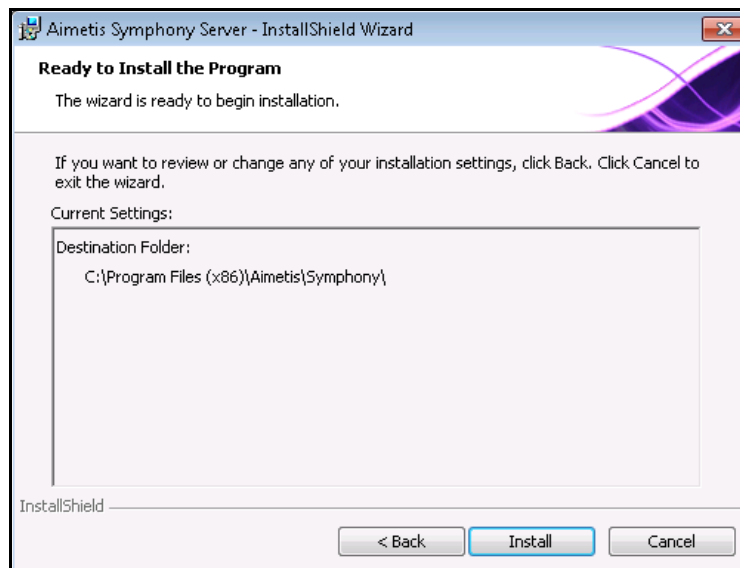 Aimetis Symphony Server - InstallShield Wizard
Ready to Install the Program
The wizard is ready to begin installation.
If you want to review or change any of your installation settings, click Back. Click Cancel to
exit the wizard.
Current Settings:
Destination Folder:
C:\Program Files (x86)\Aimetis\Symphony\
InstallShield
< Back
Install
Cancel